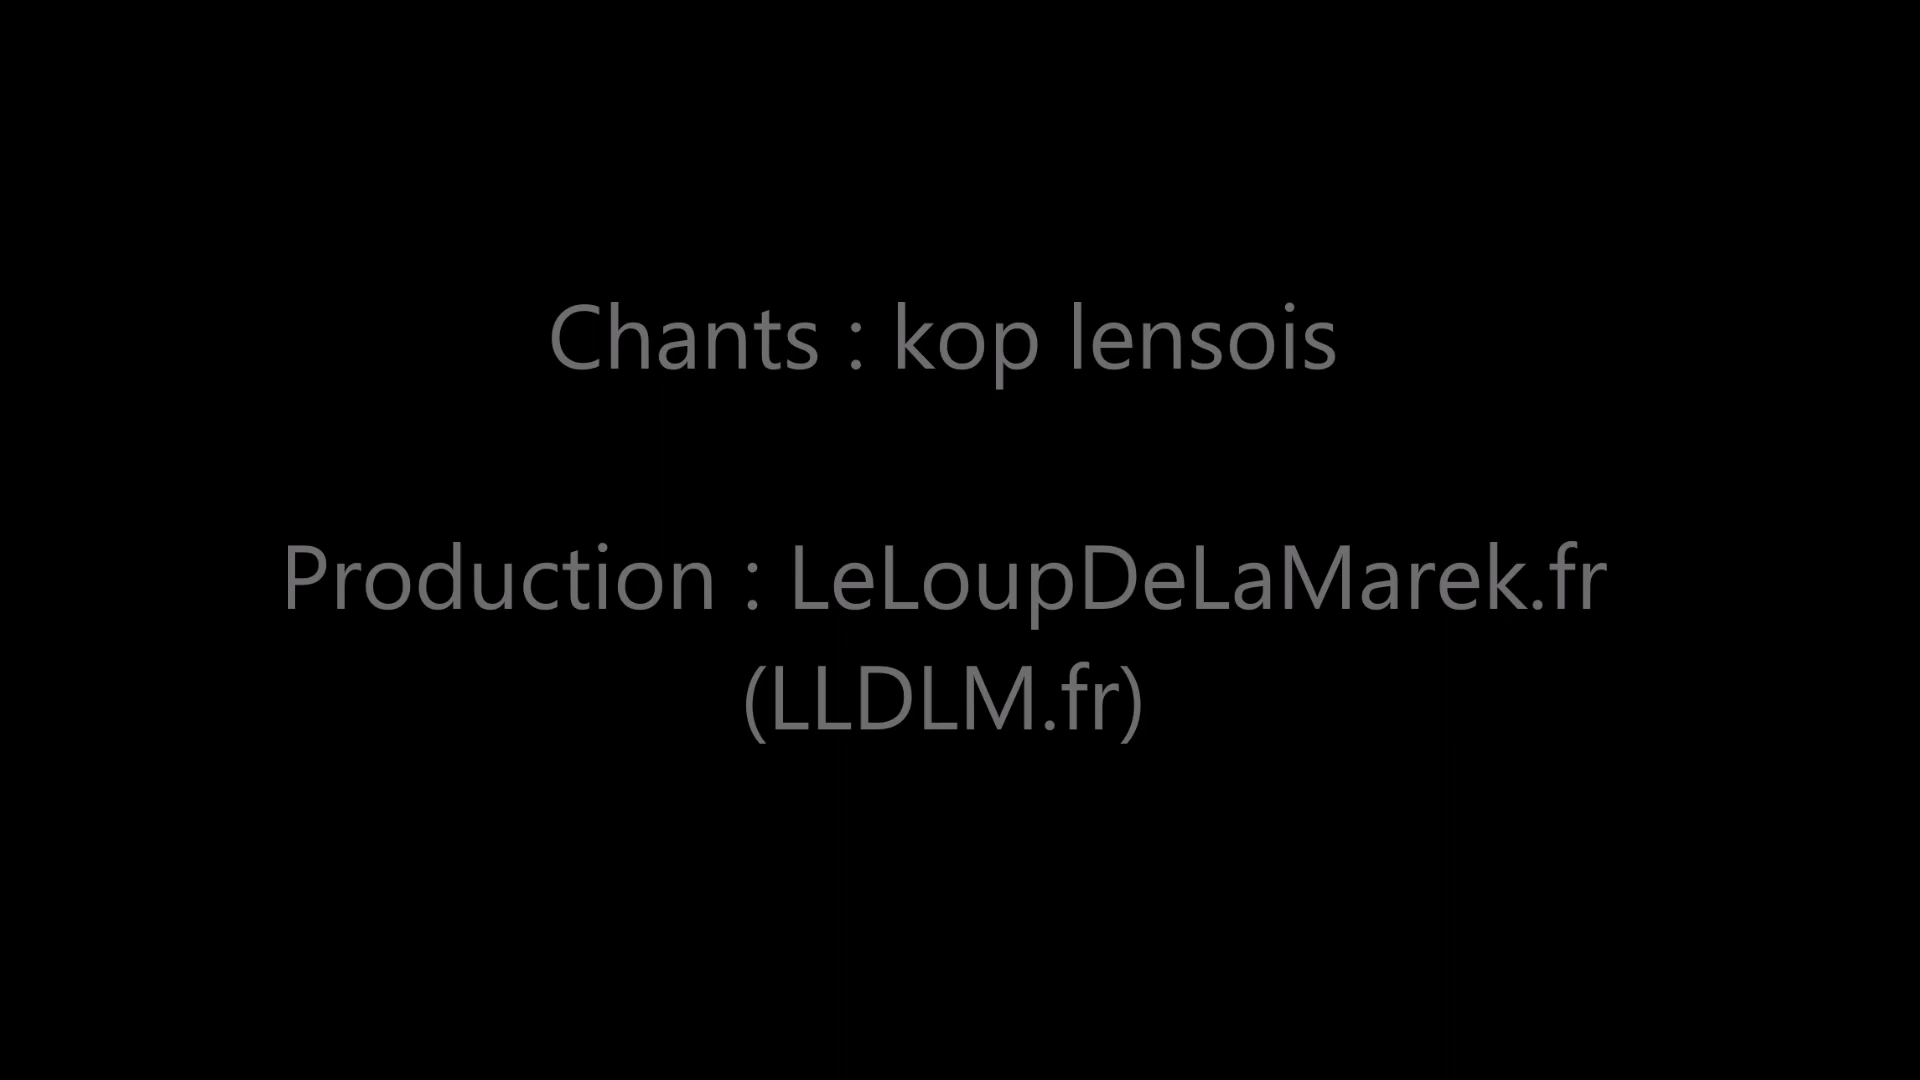 Chants : kop lensois
Production : LeLoupDeLaMarek.fr
(LLDLM.fr)